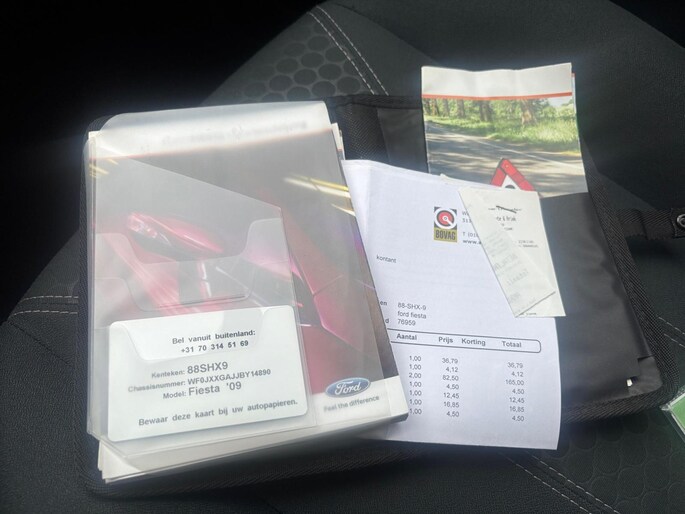 Bel vanuit buitenland:
+31 70 314 51 69
Kenteken: 88SHX9
Chassisnummer: WF0JXXGAJJBY14890
Model: Fiesta '09
Bewaar deze kaart bij uw autopapieren.
Ford
Feel the difference
BOVAG
kontant
88-SHX-9
ford fiesta
76959
Aantal Prijs Korting Totaal
1,00 36,79 36,79
1,00 4,12 4,12
2,00 82,50 165,00
1,00 4,50 4,50
1,00 12,45 12,45
1,00 16,85 16,85
1,00 4,50 4,50